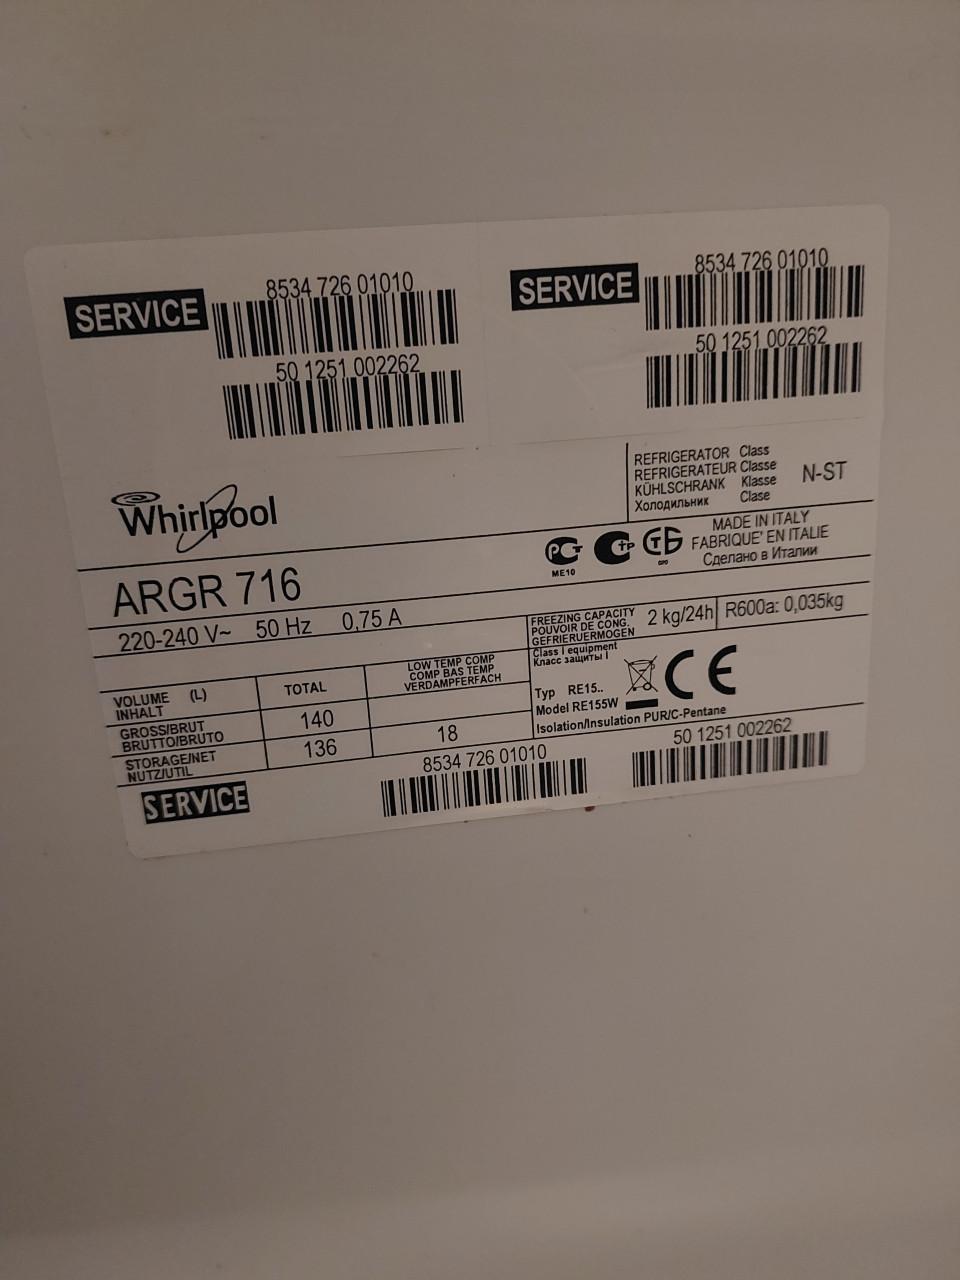 SERVICE
8534 726 01010
50 1251 002262
SERVICE
8534 726 01010
50 1251 002262
REFRIGERATOR Class
REFRIGERATEUR Classe
KÜHLSCHRANK Klasse
Холодильник Clase
N-ST
Whirlpool
PCT
ME10
CTP
MADE IN ITALY
FABRIQUE' EN ITALIE
Сделано в Италии
ARGR 716
220-240 V~ 50 Hz 0,75 A
FREEZING CAPACITY
POUVOIR DE CONG.
GEFRIERUERMOGEN
2 kg/24h
R600a: 0,035kg
Class I equipment
Класс защиты I
Typ RE15..
Model RE155W
CE
Isolation/Insulation PUR/C-Pentane
VOLUME (L)
INHALT
TOTAL
LOW TEMP COMP
COMP BAS TEMP
VERDAMPFERFACH
GROSS/BRUT
BRUTTO/BRUTO
140
STORAGE/NET
NUTZ/UTIL
136
18
SERVICE
8534 726 01010
50 1251 002262